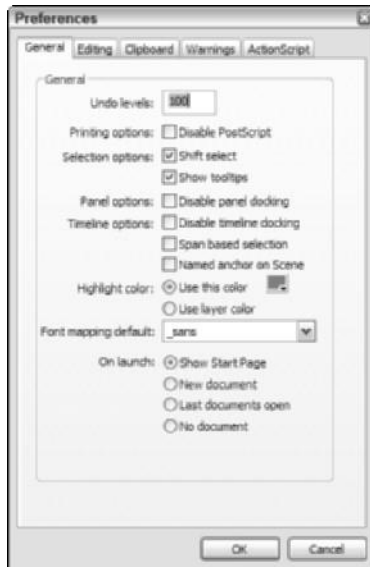 Preferences
General Editing Clipboard Warnings ActionScript
General
Undo levels: 100
Printing options: Disable PostScript
Selection options: Shift select
Show tooltips
Panel options: Disable panel docking
Timeline options: Disable timeline docking
Span based selection
Named anchor on Scene
Highlight color: Use this color
Use layer color
Font mapping default: _sans
On launch: Show Start Page
New document
Last documents open
No document
OK Cancel